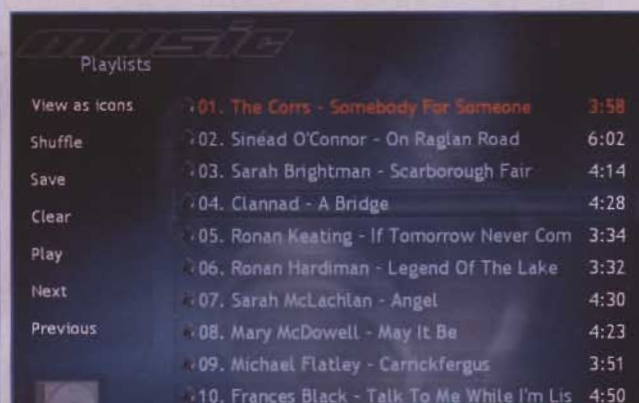 music
Playlists
View as icons
Shuffle
Save
Clear
Play
Next
Previous
01. The Corrs - Somebody For Someone 3:58
02. Sinéad O'Connor - On Raglan Road 6:02
03. Sarah Brightman - Scarborough Fair 4:14
04. Clannad - A Bridge 4:28
05. Ronan Keating - If Tomorrow Never Com 3:34
06. Ronan Hardiman - Legend Of The Lake 3:32
07. Sarah McLachlan - Angel 4:30
08. Mary McDowell - May It Be 4:23
09. Michael Flatley - Carrickfergus 3:51
10. Frances Black - Talk To Me While I'm Lis 4:50